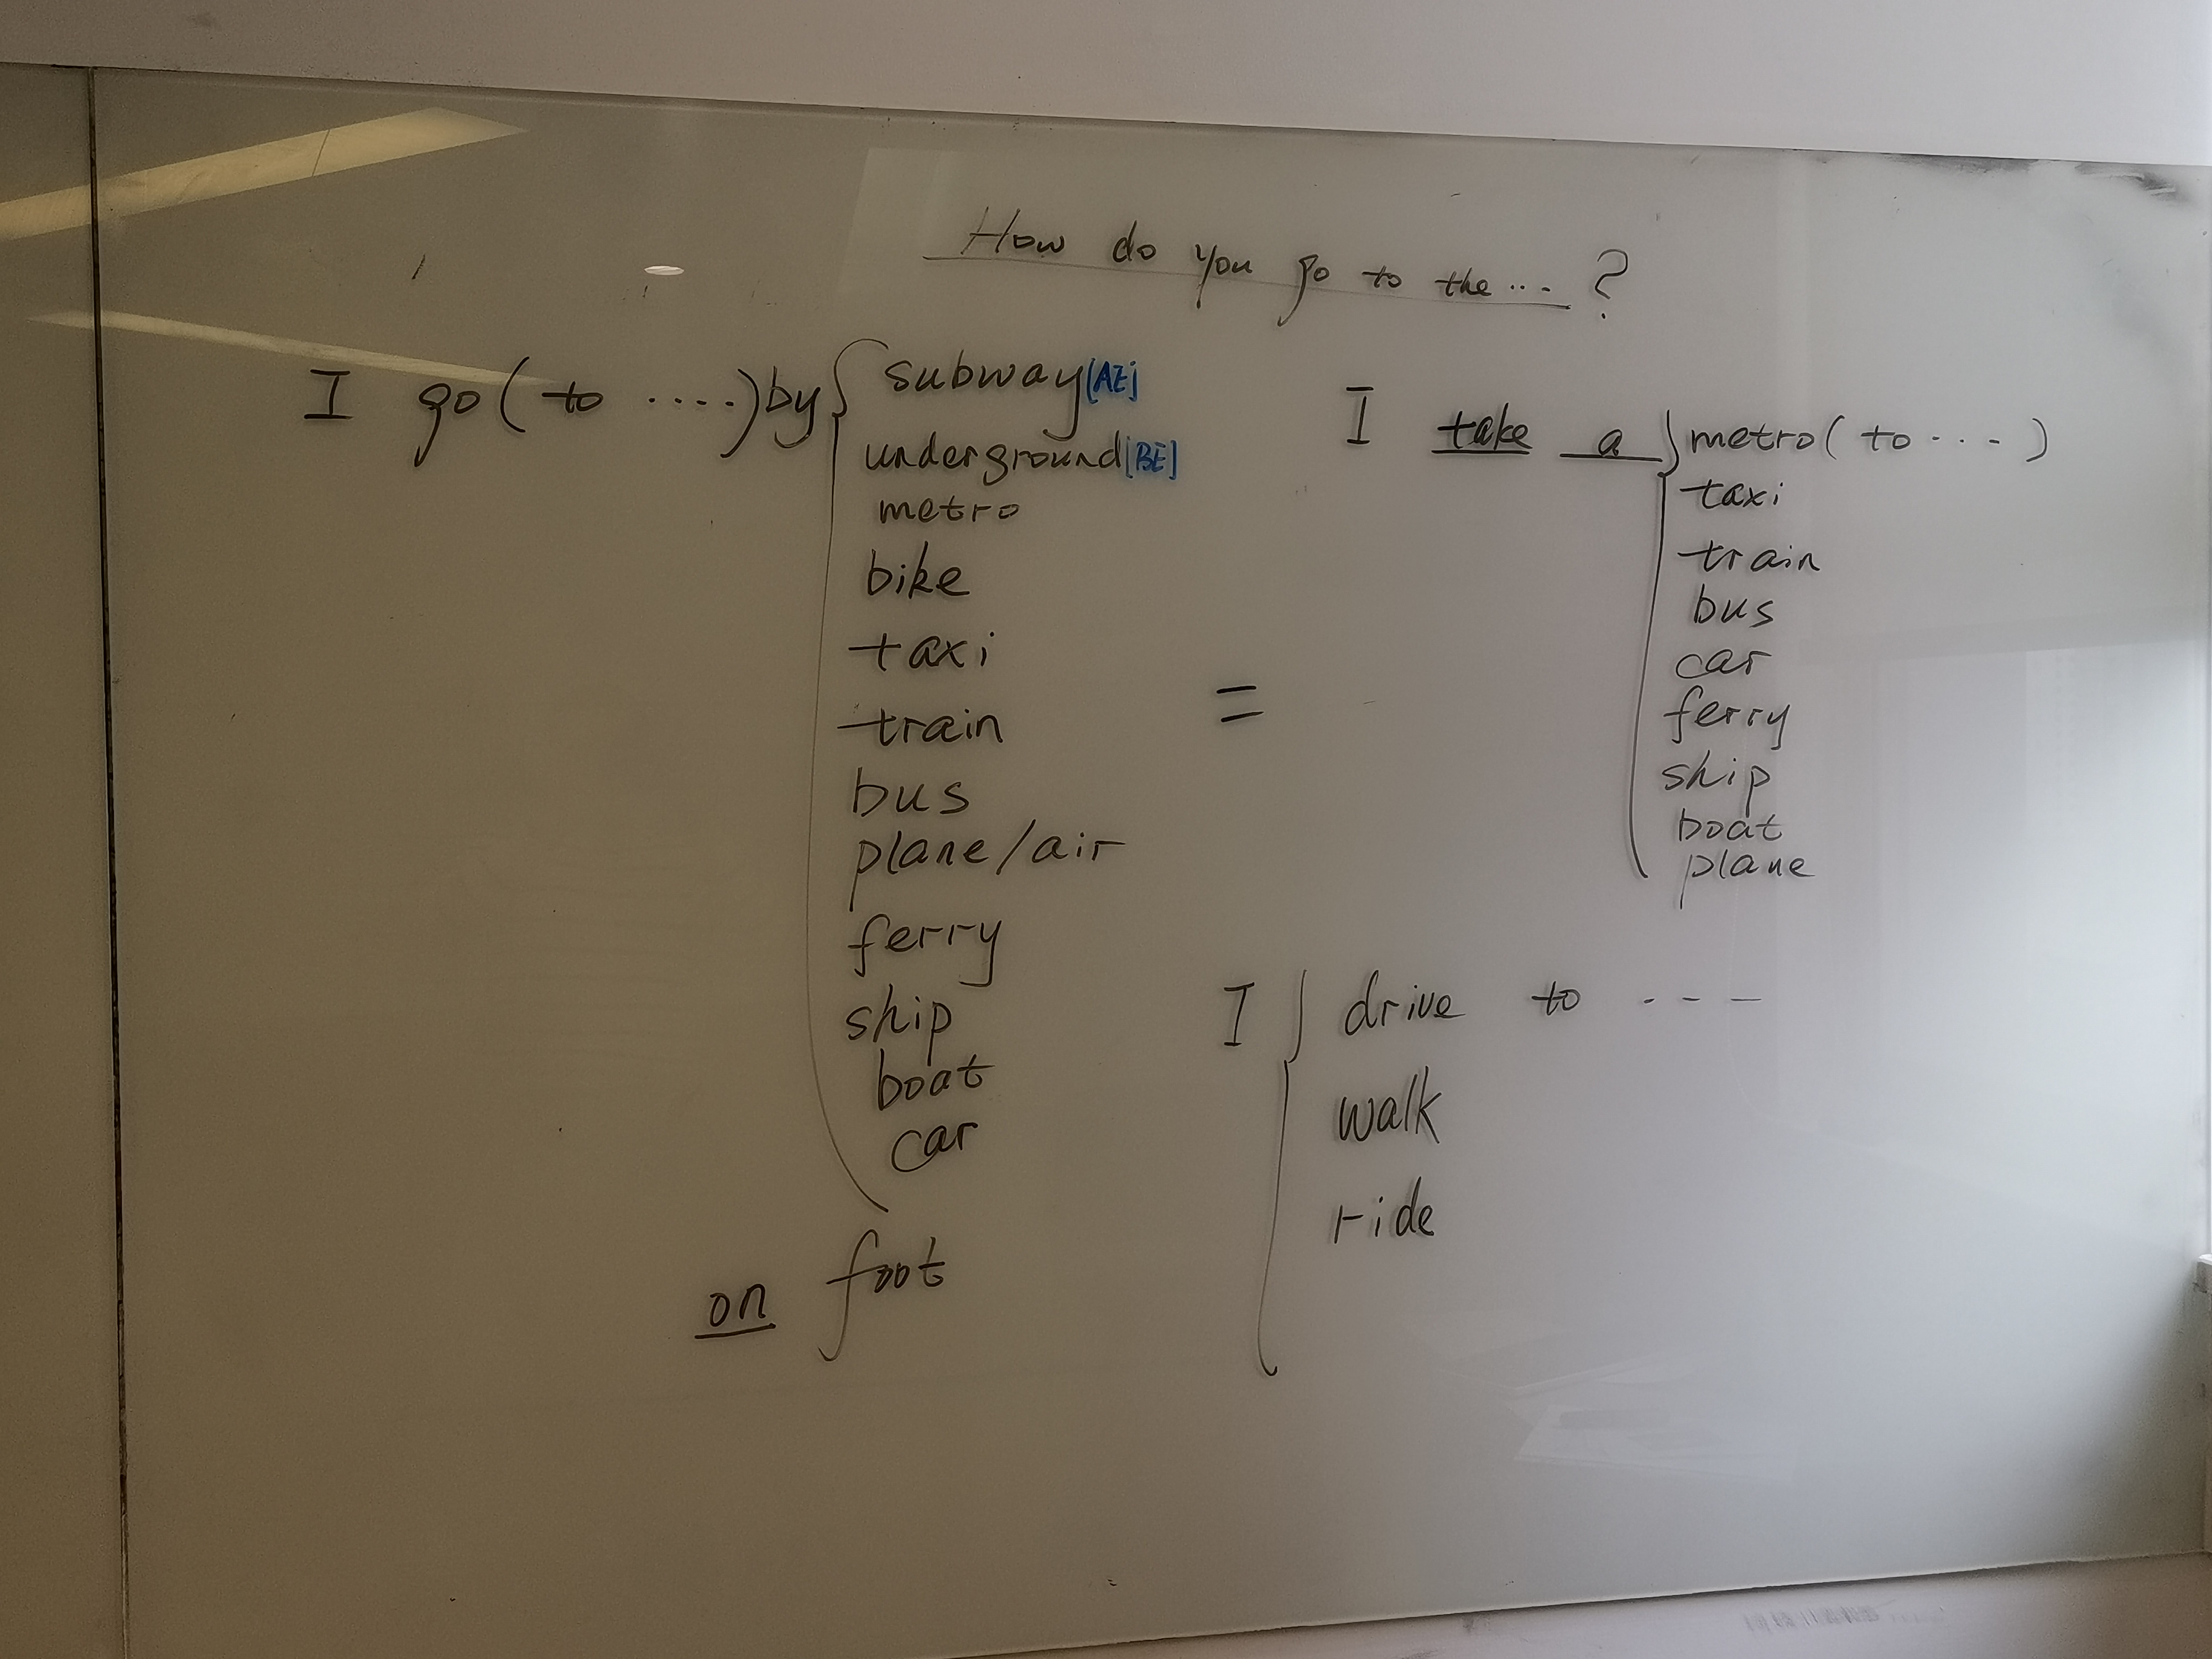 How do you go to the ... ?
I go ( to .... ) by
subway [AE]
underground [BE]
metro
bike
taxi
train
bus
plane/air
ferry
ship
boat
car
on foot
=
I take a
metro ( to ... )
taxi
train
bus
car
ferry
ship
boat
plane
I drive to ---
walk
ride